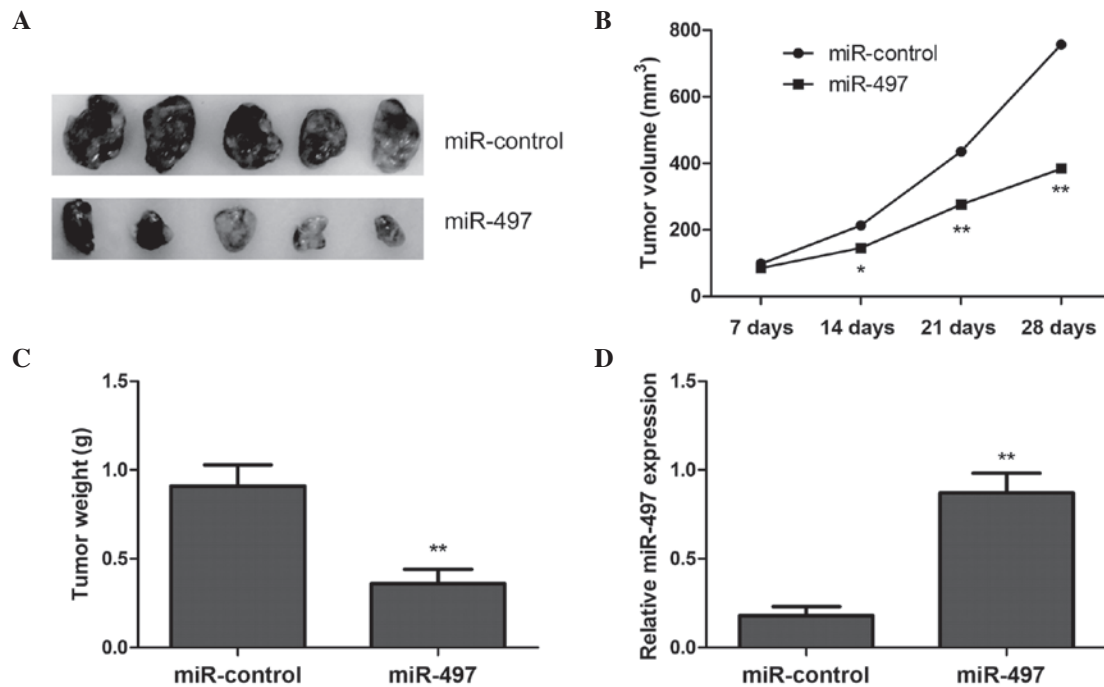 A
miR-control
miR-497
B
Tumor volume (mm³)
800
600
400
200
0
miR-control
miR-497
*
**
**
7 days 14 days 21 days 28 days
C
Tumor weight (g)
1.5
1.0
0.5
0.0
**
miR-control miR-497
D
Relative miR-497 expression
1.5
1.0
0.5
0.0
**
miR-control miR-497